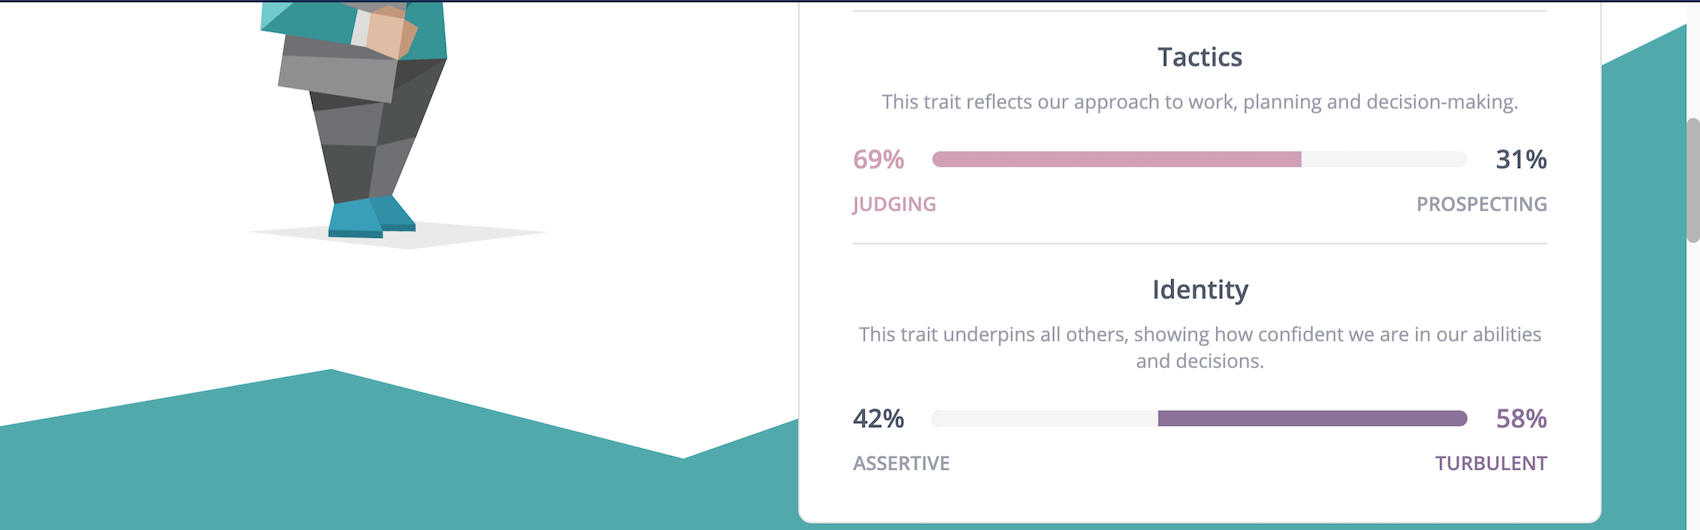 Tactics
This trait reflects our approach to work, planning and decision-making.
69% 31%
JUDGING PROSPECTING
Identity
This trait underpins all others, showing how confident we are in our abilities
and decisions.
42% 58%
ASSERTIVE TURBULENT